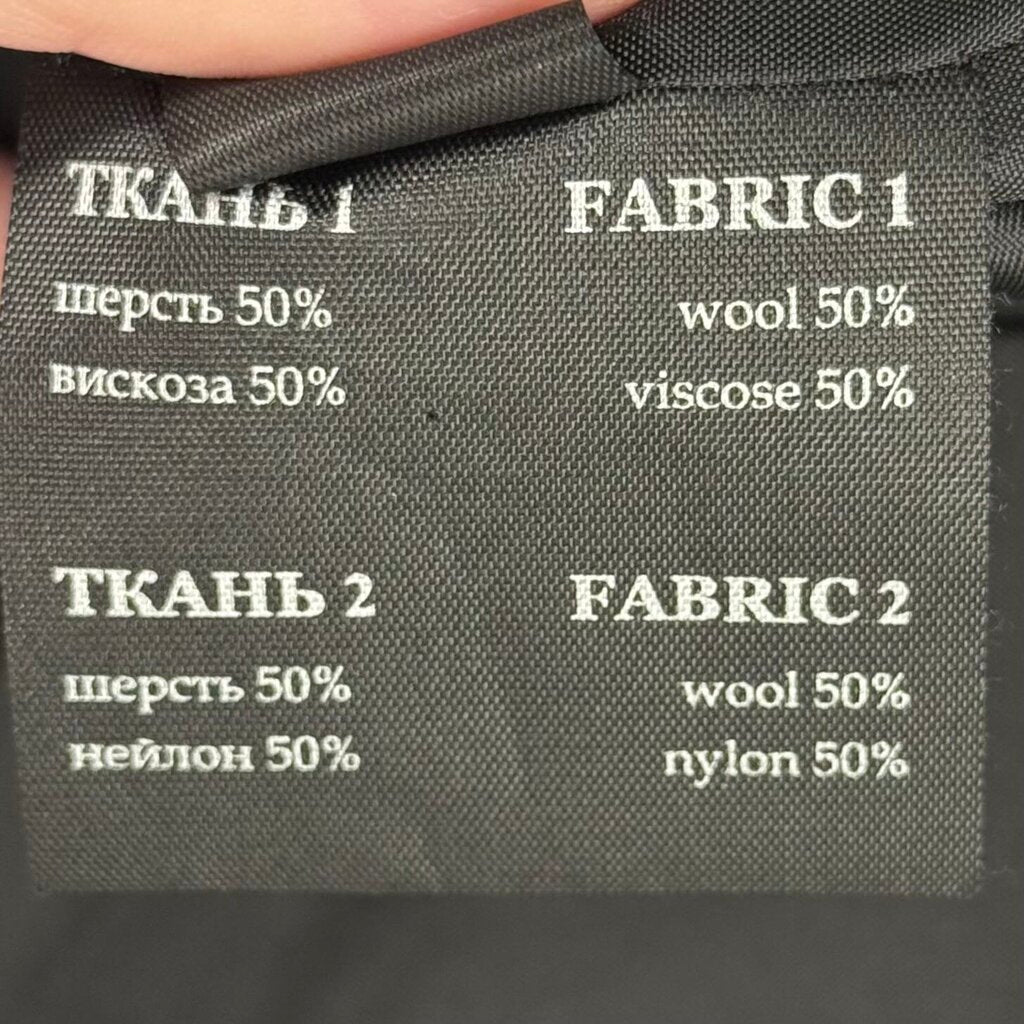 ТКАНЬ 1 FABRIC 1
шерсть 50% wool 50%
вискоза 50% viscose 50%
ТКАНЬ 2 FABRIC 2
шерсть 50% wool 50%
нейлон 50% nylon 50%